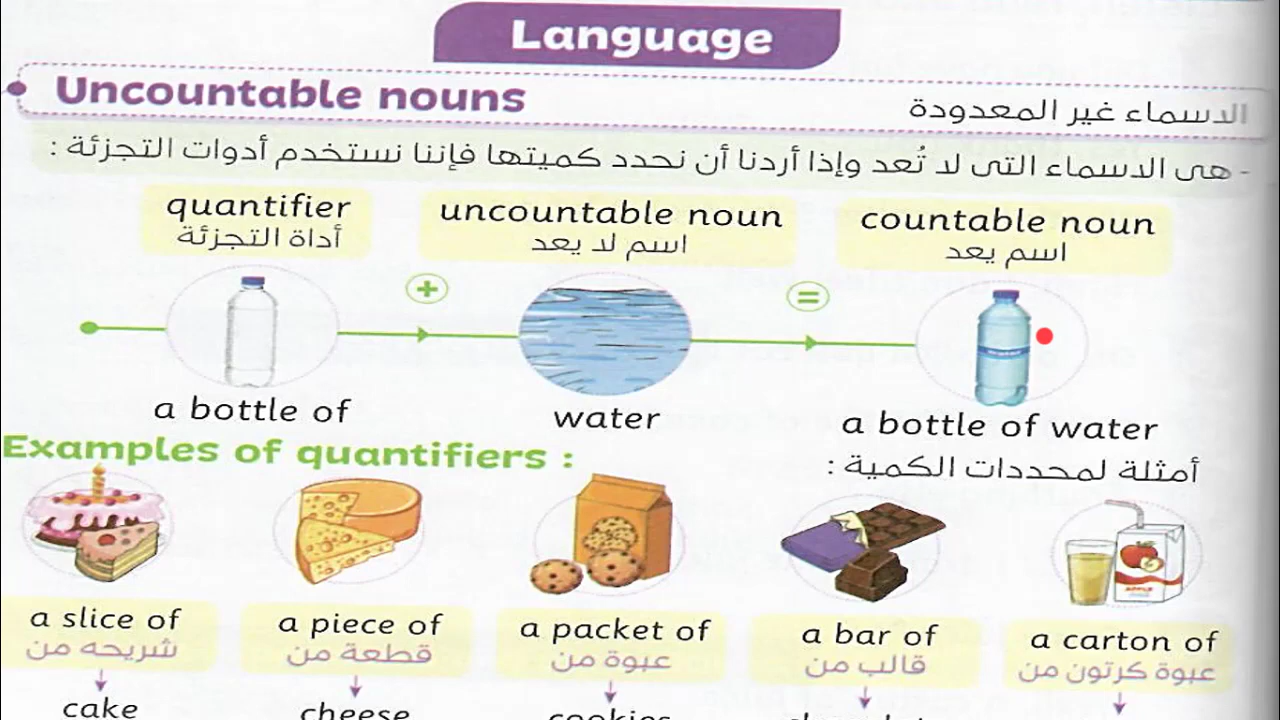 Language
Uncountable nouns
الاسماء غير المعدودة
- هى الاسماء التى لا تُعد وإذا أردنا أن نحدد كميتها فإننا نستخدم أدوات التجزئة :
quantifier
أداة التجزئة
uncountable noun
اسم لا يعد
countable noun
اسم يعد
+
=
a bottle of
water
a bottle of water
Examples of quantifiers :
أمثلة لمحددات الكمية :
a slice of
شريحه من
cake
a piece of
قطعة من
cheese
a packet of
عبوة من
cookies
a bar of
قالب من
a carton of
عبوة كرتون من